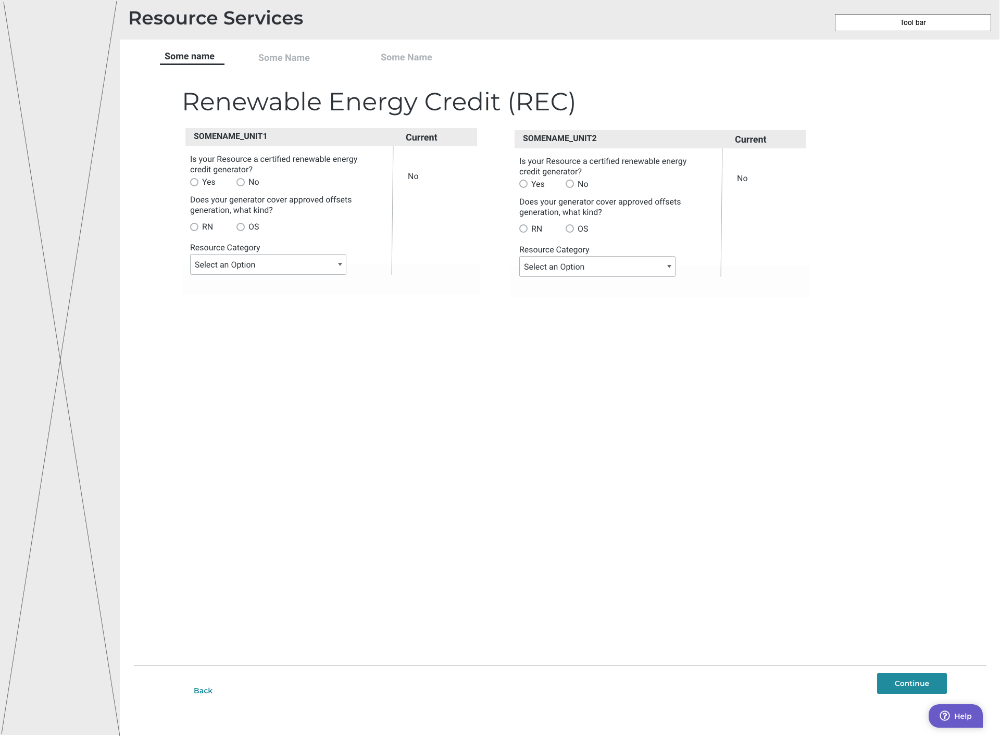 Resource Services
Tool bar
Some name
Some Name
Some Name
Renewable Energy Credit (REC)
SOMENAME_UNIT1
Current
Is your Resource a certified renewable energy
credit generator?
Yes
No
No
Does your generator cover approved offsets
generation, what kind?
RN
OS
Resource Category
Select an Option
SOMENAME_UNIT2
Current
Is your Resource a certified renewable energy
credit generator?
Yes
No
No
Does your generator cover approved offsets
generation, what kind?
RN
OS
Resource Category
Select an Option
Back
Continue
Help